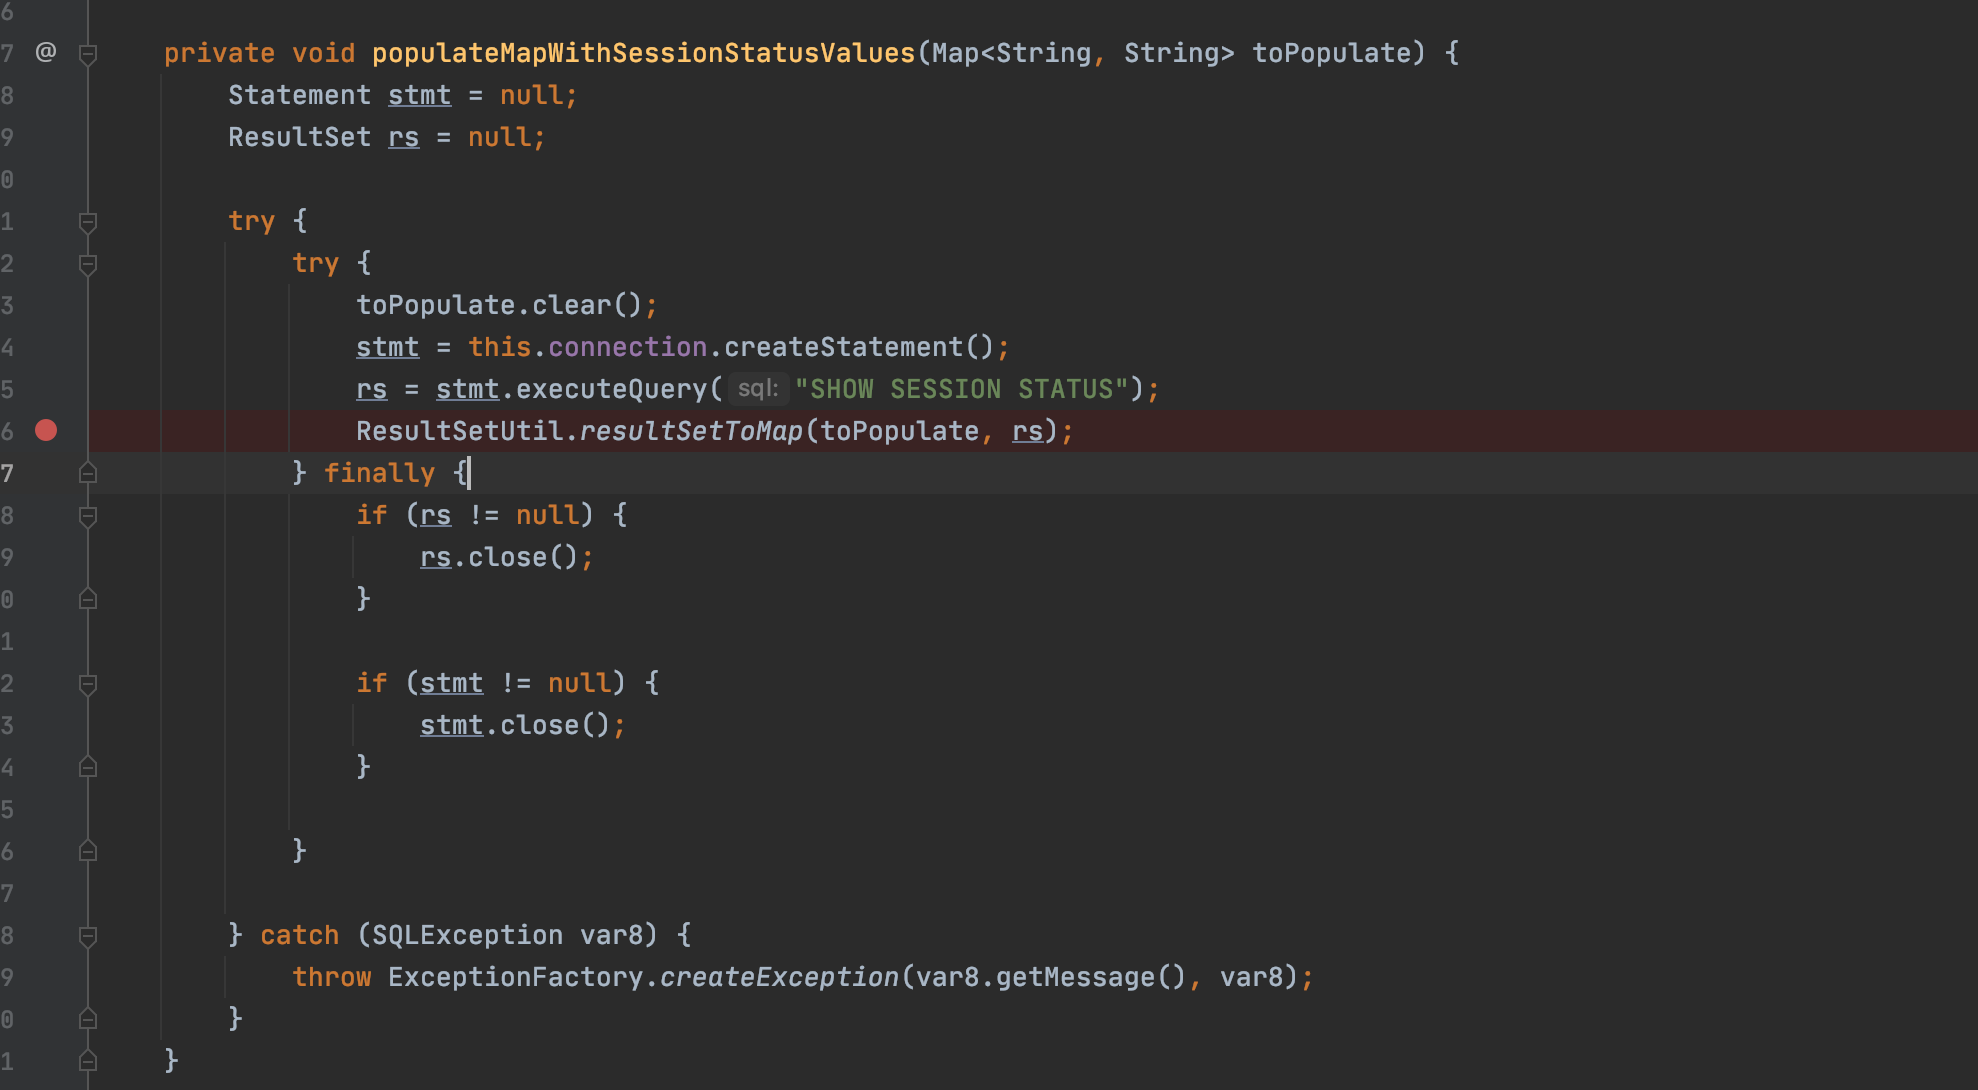 6
7 @ private void populateMapWithSessionStatusValues(Map<String, String> toPopulate) {
8 Statement stmt = null;
9 ResultSet rs = null;
0
1 try {
2 try {
3 toPopulate.clear();
4 stmt = this.connection.createStatement();
5 rs = stmt.executeQuery( sql: "SHOW SESSION STATUS");
6 ResultSetUtil.resultSetToMap(toPopulate, rs);
7 } finally {
8 if (rs != null) {
9 rs.close();
0 }
1
2 if (stmt != null) {
3 stmt.close();
4 }
5
6 }
7
8 } catch (SQLException var8) {
9 throw ExceptionFactory.createException(var8.getMessage(), var8);
0 }
1 }